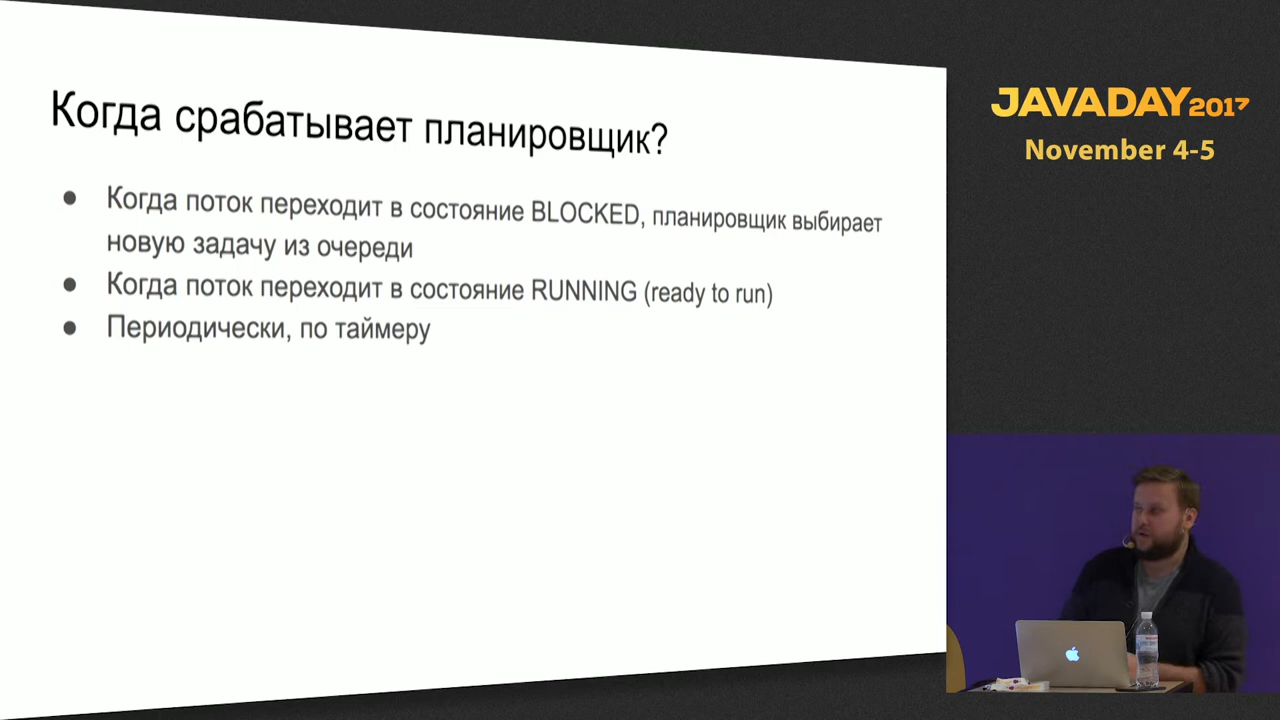 Когда срабатывает планировщик?
Когда поток переходит в состояние BLOCKED, планировщик выбирает
новую задачу из очереди
Когда поток переходит в состояние RUNNING (ready to run)
Периодически, по таймеру
JAVADAY2017
November 4-5